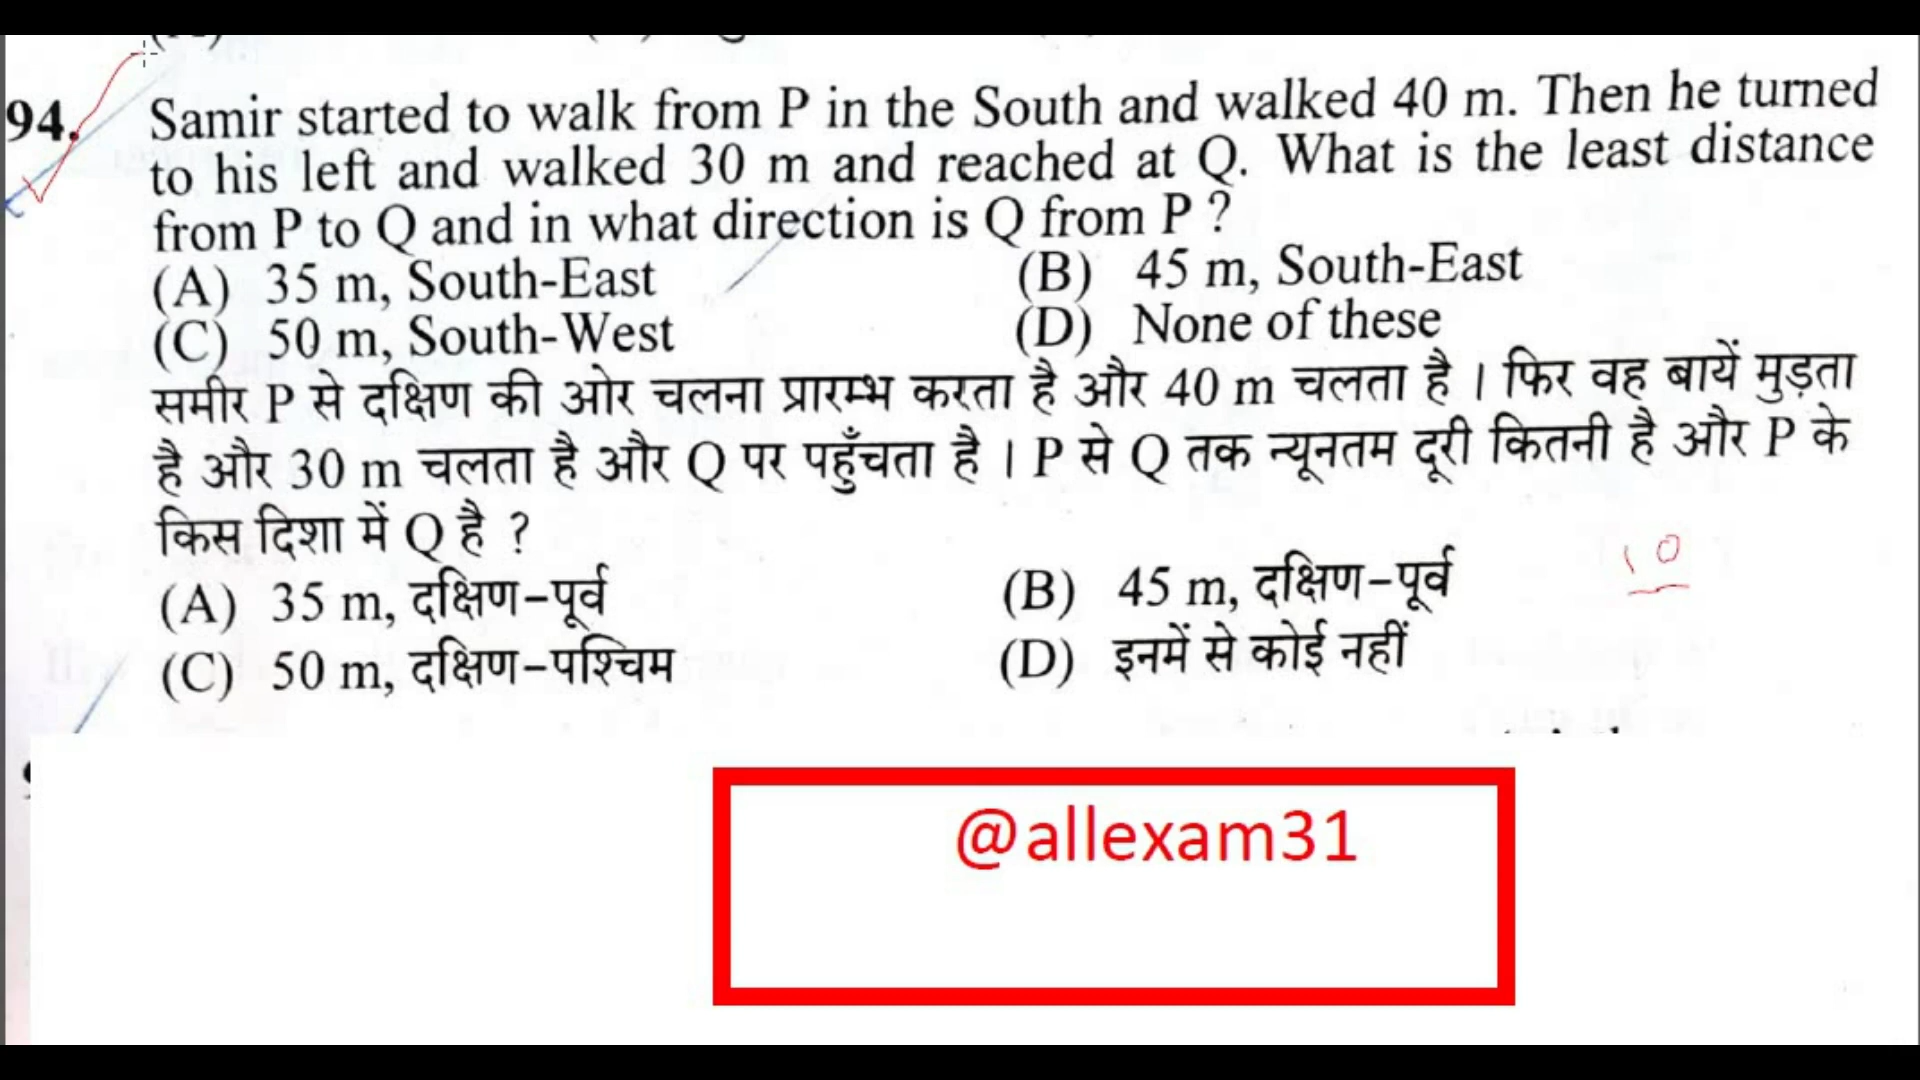 94. Samir started to walk from P in the South and walked 40 m. Then he turned
to his left and walked 30 m and reached at Q. What is the least distance
from P to Q and in what direction is Q from P ?
(A) 35 m, South-East (B) 45 m, South-East
(C) 50 m, South-West (D) None of these
समीर P से दक्षिण की ओर चलना प्रारम्भ करता है और 40 m चलता है । फिर वह बायें मुड़ता
है और 30 m चलता है और Q पर पहुँचता है । P से Q तक न्यूनतम दूरी कितनी है और P के
किस दिशा में Q है ?
10
(A) 35 m, दक्षिण-पूर्व (B) 45 m, दक्षिण-पूर्व
(C) 50 m, दक्षिण-पश्चिम (D) इनमें से कोई नहीं
@allexam31